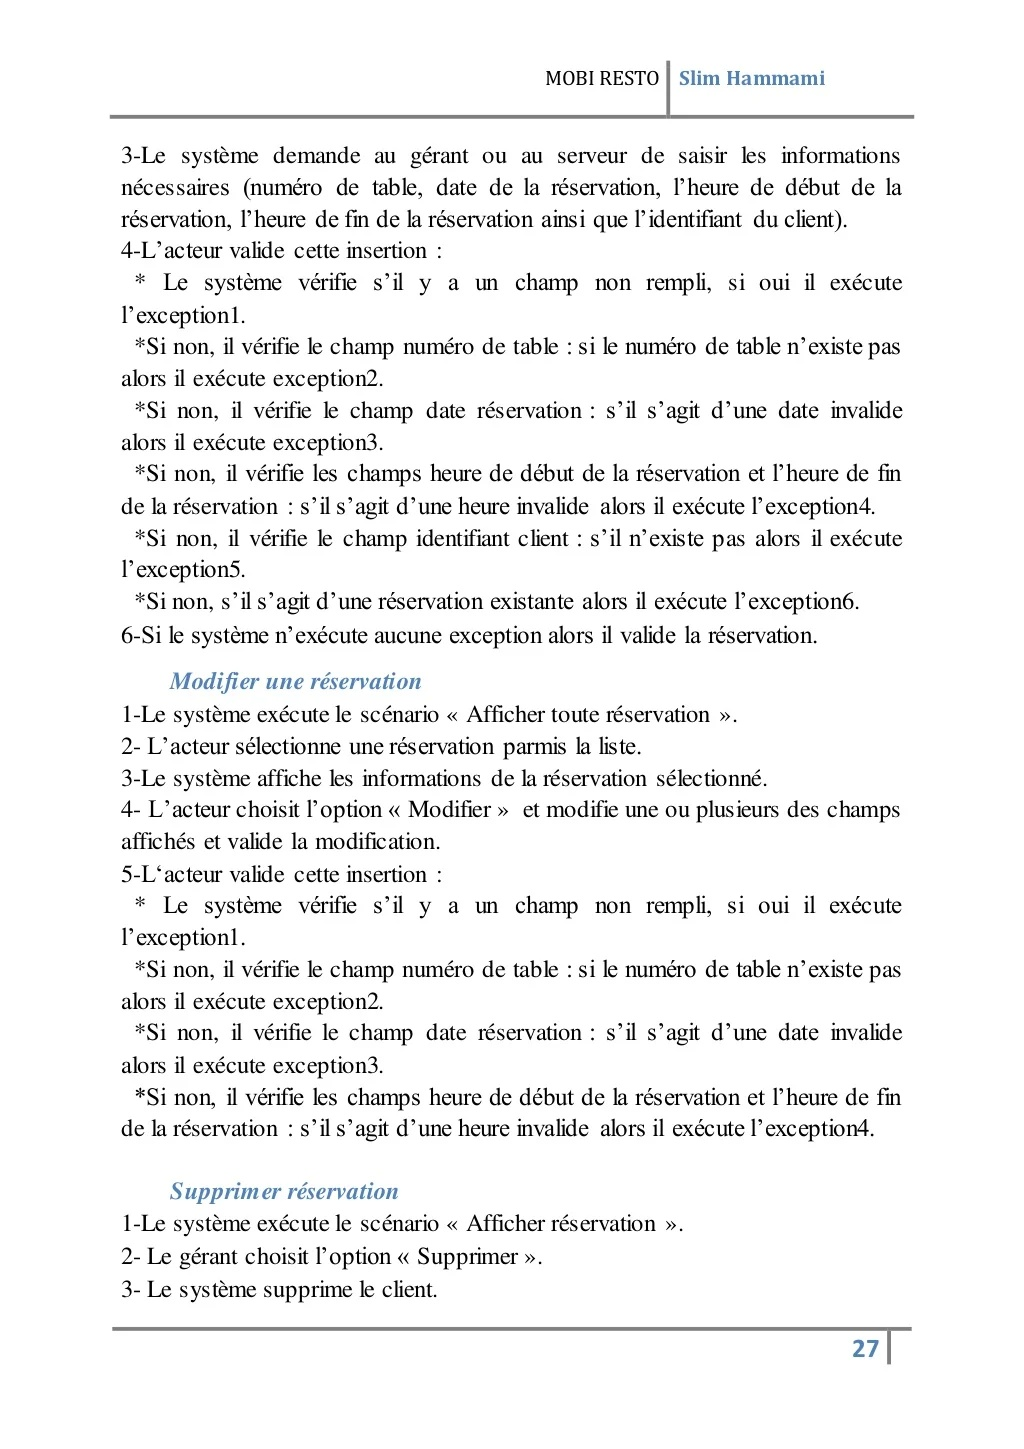 MOBI RESTO Slim Hammami
3-Le système demande au gérant ou au serveur de saisir les informations
nécessaires (numéro de table, date de la réservation, l’heure de début de la
réservation, l’heure de fin de la réservation ainsi que l’identifiant du client).
4-L’acteur valide cette insertion :
* Le système vérifie s’il y a un champ non rempli, si oui il exécute
l’exception1.
*Si non, il vérifie le champ numéro de table : si le numéro de table n’existe pas
alors il exécute exception2.
*Si non, il vérifie le champ date réservation : s’il s’agit d’une date invalide
alors il exécute exception3.
*Si non, il vérifie les champs heure de début de la réservation et l’heure de fin
de la réservation : s’il s’agit d’une heure invalide alors il exécute l’exception4.
*Si non, il vérifie le champ identifiant client : s’il n’existe pas alors il exécute
l’exception5.
*Si non, s’il s’agit d’une réservation existante alors il exécute l’exception6.
6-Si le système n’exécute aucune exception alors il valide la réservation.
Modifier une réservation
1-Le système exécute le scénario « Afficher toute réservation ».
2- L’acteur sélectionne une réservation parmis la liste.
3-Le système affiche les informations de la réservation sélectionné.
4- L’acteur choisit l’option « Modifier » et modifie une ou plusieurs des champs
affichés et valide la modification.
5-L‘acteur valide cette insertion :
* Le système vérifie s’il y a un champ non rempli, si oui il exécute
l’exception1.
*Si non, il vérifie le champ numéro de table : si le numéro de table n’existe pas
alors il exécute exception2.
*Si non, il vérifie le champ date réservation : s’il s’agit d’une date invalide
alors il exécute exception3.
*Si non, il vérifie les champs heure de début de la réservation et l’heure de fin
de la réservation : s’il s’agit d’une heure invalide alors il exécute l’exception4.
Supprimer réservation
1-Le système exécute le scénario « Afficher réservation ».
2- Le gérant choisit l’option « Supprimer ».
3- Le système supprime le client.
27